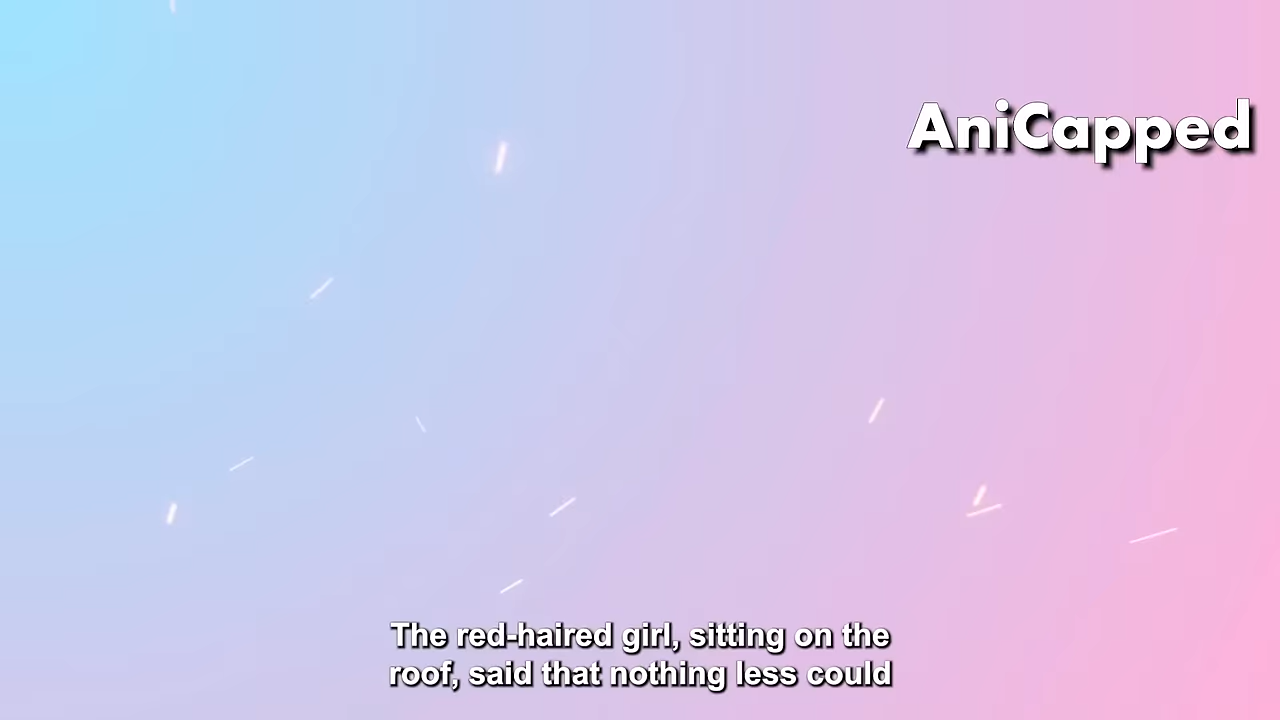 AniCapped
The red-haired girl, sitting on the
roof, said that nothing less could